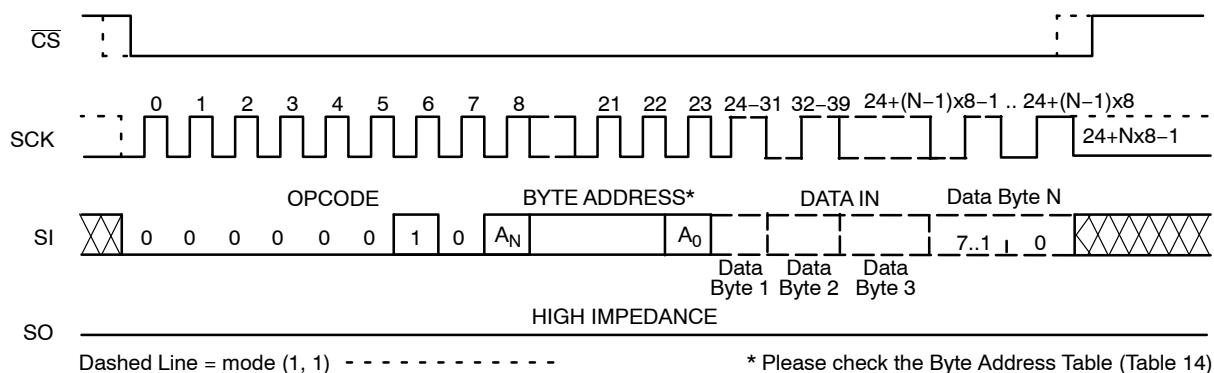 CS
0 1 2 3 4 5 6 7 8 21 22 23 24−31 32−39 24+(N−1)x8−1 .. 24+(N−1)x8
SCK
24+Nx8−1
OPCODE BYTE ADDRESS* DATA IN Data Byte N
SI 0 0 0 0 0 0 1 0 AN A0 7..1 0
Data Byte 1 Data Byte 2 Data Byte 3
HIGH IMPEDANCE
SO
Dashed Line = mode (1, 1) * Please check the Byte Address Table (Table 14)